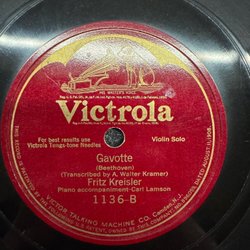 HIS MASTER'S VOICE
Victrola
For best results use
Victrola Tungs-tone Needles
Violin Solo
Gavotte
(Beethoven)
(Transcribed by A. Walter Kramer)
Fritz Kreisler
Piano accompaniment-Carl Lamson
1136-B
VICTOR TALKING MACHINE CO. Camden, N.J.